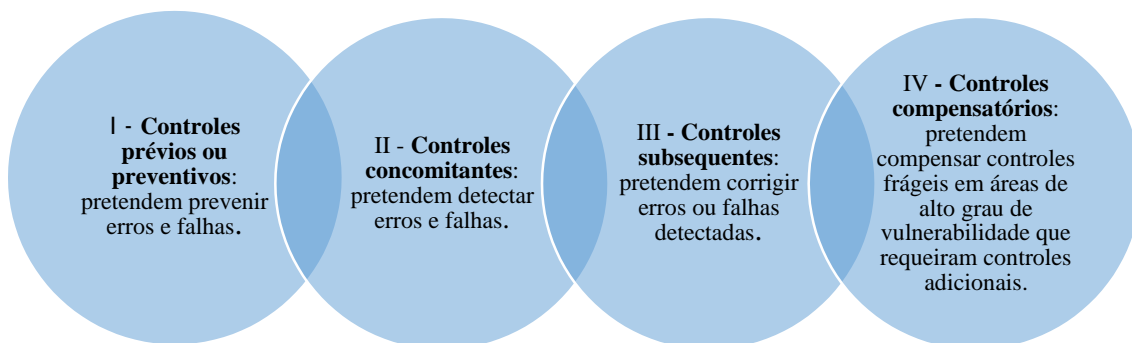 I - Controles
prévios ou
preventivos:
pretendem prevenir
erros e falhas.
II - Controles
concomitantes:
pretendem detectar
erros e falhas.
III - Controles
subsequentes:
pretendem corrigir
erros ou falhas
detectadas.
IV - Controles
compensatórios:
pretendem
compensar controles
frágeis em áreas de
alto grau de
vulnerabilidade que
requeiram controles
adicionais.